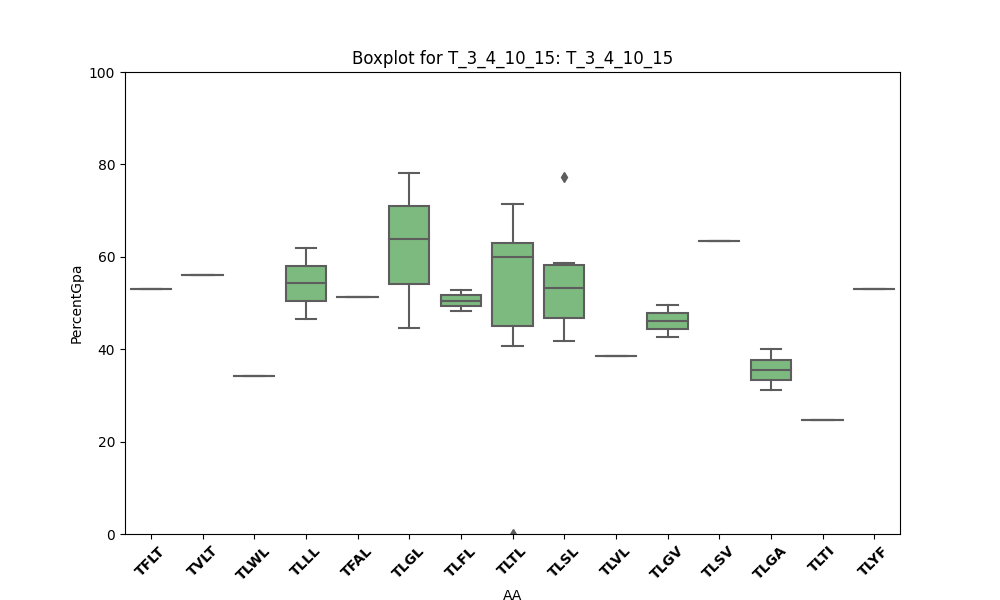 Boxplot for T_3_4_10_15: T_3_4_10_15
100
80
60
40
20
0
PercentGpa
TFLT TVLT TLWL TLLL TFAL TLGL TLFL TLTL TLSL TLVL TLGV TLSV TLGA TLTI TLYF
AA